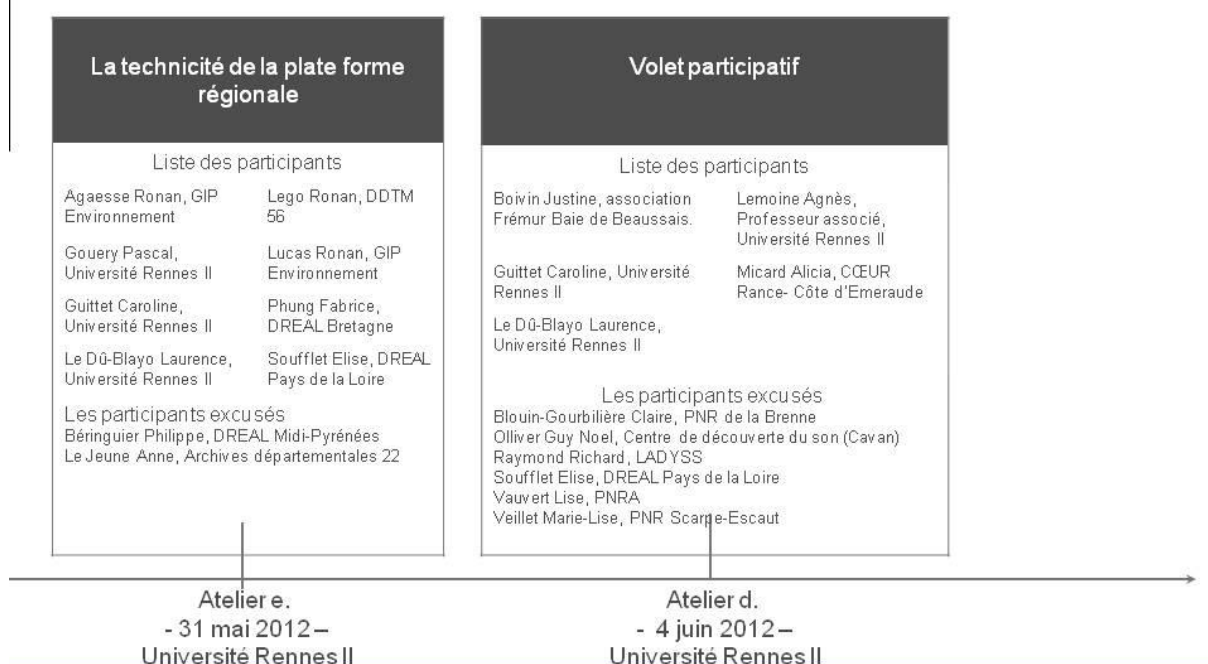 La technicité de la plate forme
régionale
Liste des participants
Agaesse Ronan, GIP
Environnement
Lego Ronan, DDTM
56
Gouery Pascal,
Université Rennes II
Lucas Ronan, GIP
Environnement
Guittet Caroline,
Université Rennes II
Phung Fabrice,
DREAL Bretagne
Le Dû-Blayo Laurence,
Université Rennes II
Soufflet Elise, DREAL
Pays de la Loire
Les participants excusés
Béringuier Philippe, DREAL Midi-Pyrénées
Le Jeune Anne, Archives départementales 22
Atelier e.
- 31 mai 2012 –
Université Rennes II
Volet participatif
Liste des participants
Boivin Justine, association
Frémur Baie de Beaussais.
Lemoine Agnès,
Professeur associé,
Université Rennes II
Guittet Caroline, Université
Rennes II
Micard Alicia, CŒUR
Rance- Côte d'Emeraude
Le Dû-Blayo Laurence,
Université Rennes II
Les participants excusés
Blouin-Gourbilière Claire, PNR de la Brenne
Olliver Guy Noel, Centre de découverte du son (Cavan)
Raymond Richard, LADYSS
Soufflet Elise, DREAL Pays de la Loire
Vauvert Lise, PNRA
Veillet Marie-Lise, PNR Scarpe-Escaut
Atelier d.
- 4 juin 2012 –
Université Rennes II